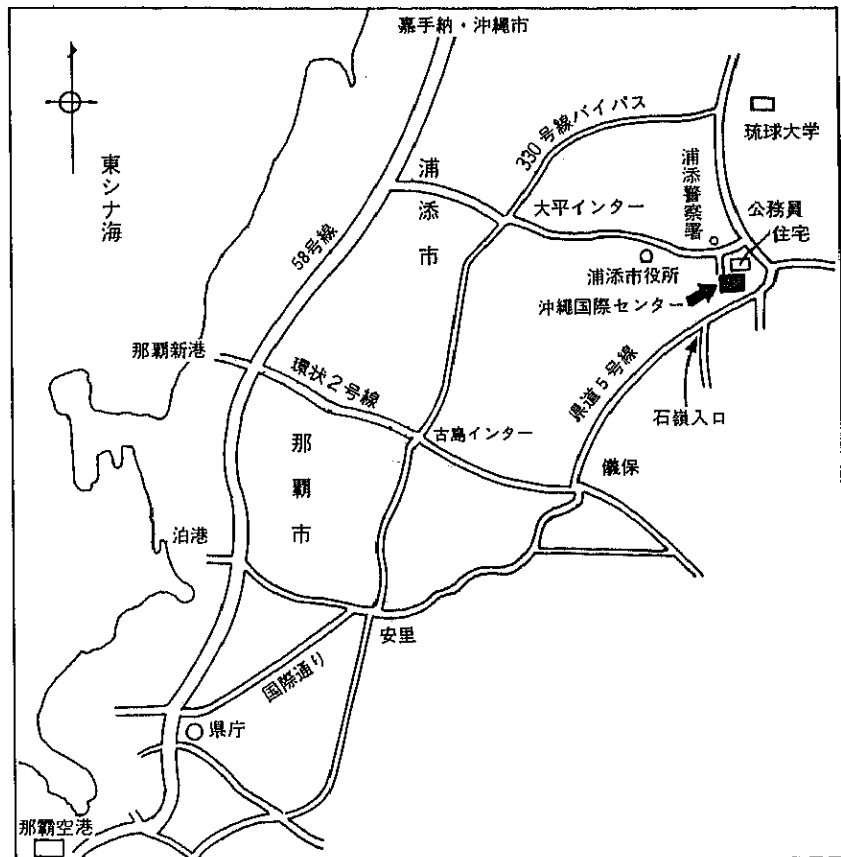 嘉手納・沖縄市
330号線バイパス
琉球大学
東シナ海
浦添市
浦添警察署
公務員
住宅
大平インター
58号線
浦添市役所
沖縄国際センター
那覇新港
環状2号線
県道5号線
石嶺入口
古島インター
那覇市
儀保
泊港
安里
国際通り
県庁
那覇空港